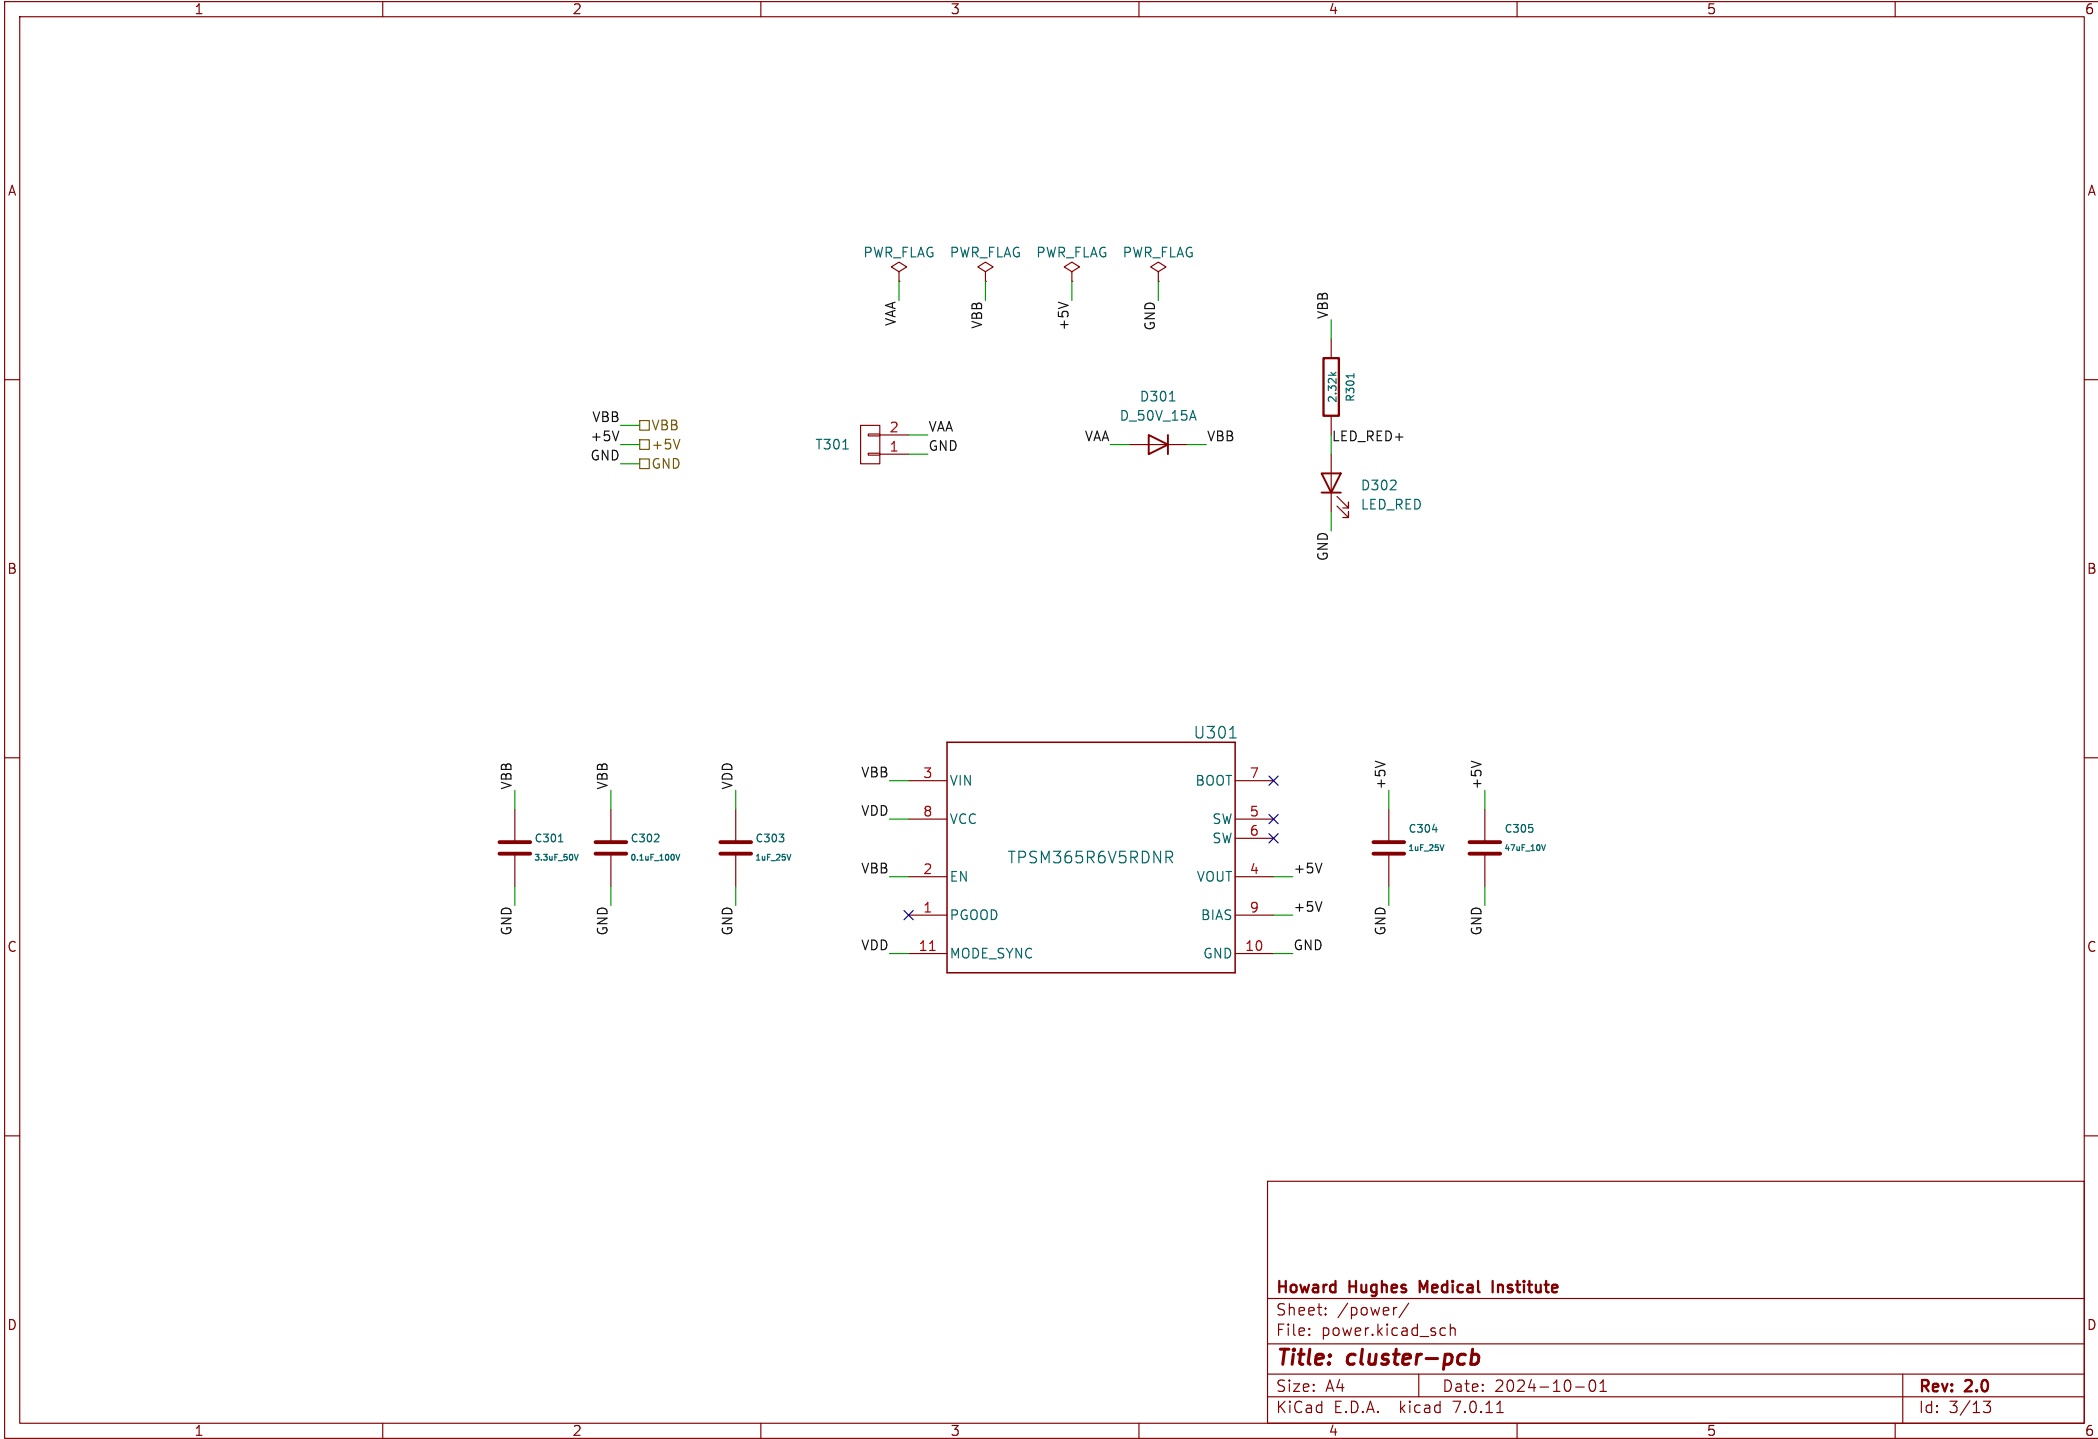 1 2 3 4 5 6
A A
PWR_FLAG PWR_FLAG PWR_FLAG PWR_FLAG
VAA VBB +5V GND
VBB
2.32k R301
LED_RED+
D302
LED_RED
GND
VBB VBB
+5V +5V
GND GND
T301 2 VAA
1 GND
D301
D_50V_15A
VAA VBB
B B
U301
TPSM365R6V5RDNR
VBB 3 VIN
VDD 8 VCC
VBB 2 EN
1 PGOOD
VDD 11 MODE_SYNC
BOOT 7
SW 5
SW 6
VOUT 4 +5V
BIAS 9 +5V
GND 10 GND
VBB
C301
3.3uF_50V
GND
VBB
C302
0.1uF_100V
GND
VDD
C303
1uF_25V
GND
+5V
C304
1uF_25V
GND
+5V
C305
47uF_10V
GND
C C
Howard Hughes Medical Institute
Sheet: /power/
File: power.kicad_sch
Title: cluster-pcb
Size: A4 Date: 2024-10-01 Rev: 2.0
KiCad E.D.A. kicad 7.0.11 Id: 3/13
D D
1 2 3 4 5 6